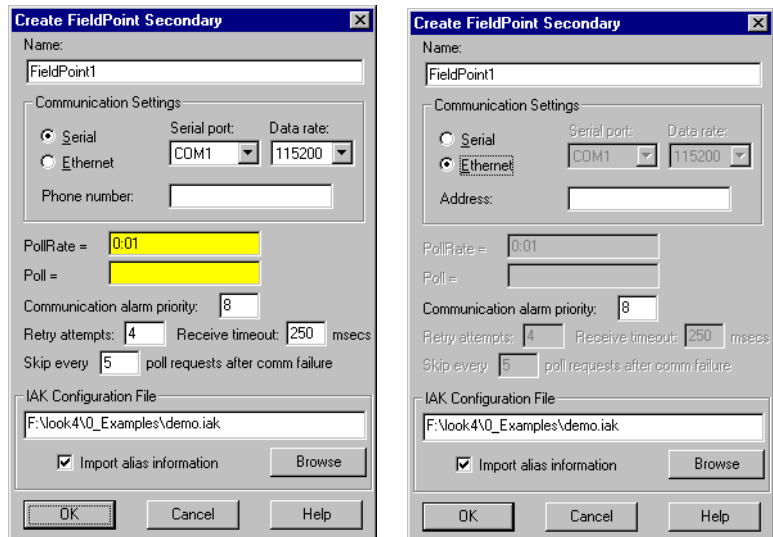 Create FieldPoint Secondary
Name:
FieldPoint1
Communication Settings
Serial
Ethernet
Serial port:
COM1
Data rate:
115200
Phone number:
PollRate = 0:01
Poll =
Communication alarm priority: 8
Retry attempts: 4 Receive timeout: 250 msecs
Skip every 5 poll requests after comm failure
IAK Configuration File
F:\look4\0_Examples\demo.iak
Import alias information
Browse
OK Cancel Help
Create FieldPoint Secondary
Name:
FieldPoint1
Communication Settings
Serial
Ethernet
Serial port:
COM1
Data rate:
115200
Address:
PollRate = 0:01
Poll =
Communication alarm priority: 8
Retry attempts: 4 Receive timeout: 250 msecs
Skip every 5 poll requests after comm failure
IAK Configuration File
F:\look4\0_Examples\demo.iak
Import alias information
Browse
OK Cancel Help